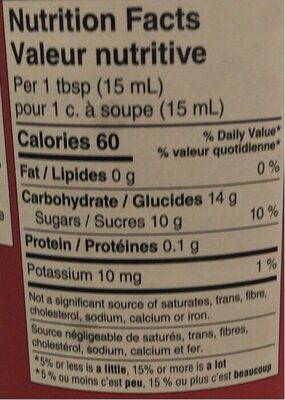 Nutrition Facts
Valeur nutritive
Per 1 tbsp (15 mL)
pour 1 c. à soupe (15 mL)
Calories 60
% Daily Value*
% valeur quotidienne*
Fat / Lipides 0 g 0 %
Carbohydrate / Glucides 14 g
Sugars / Sucres 10 g 10 %
Protein / Protéines 0.1 g
Potassium 10 mg 1 %
Not a significant source of saturates, trans, fibre,
cholesterol, sodium, calcium or iron.
Source négligeable de saturés, trans, fibres,
cholestérol, sodium, calcium et fer.
*5% or less is a little, 15% or more is a lot
*5 % ou moins c'est peu, 15 % ou plus c'est beaucoup